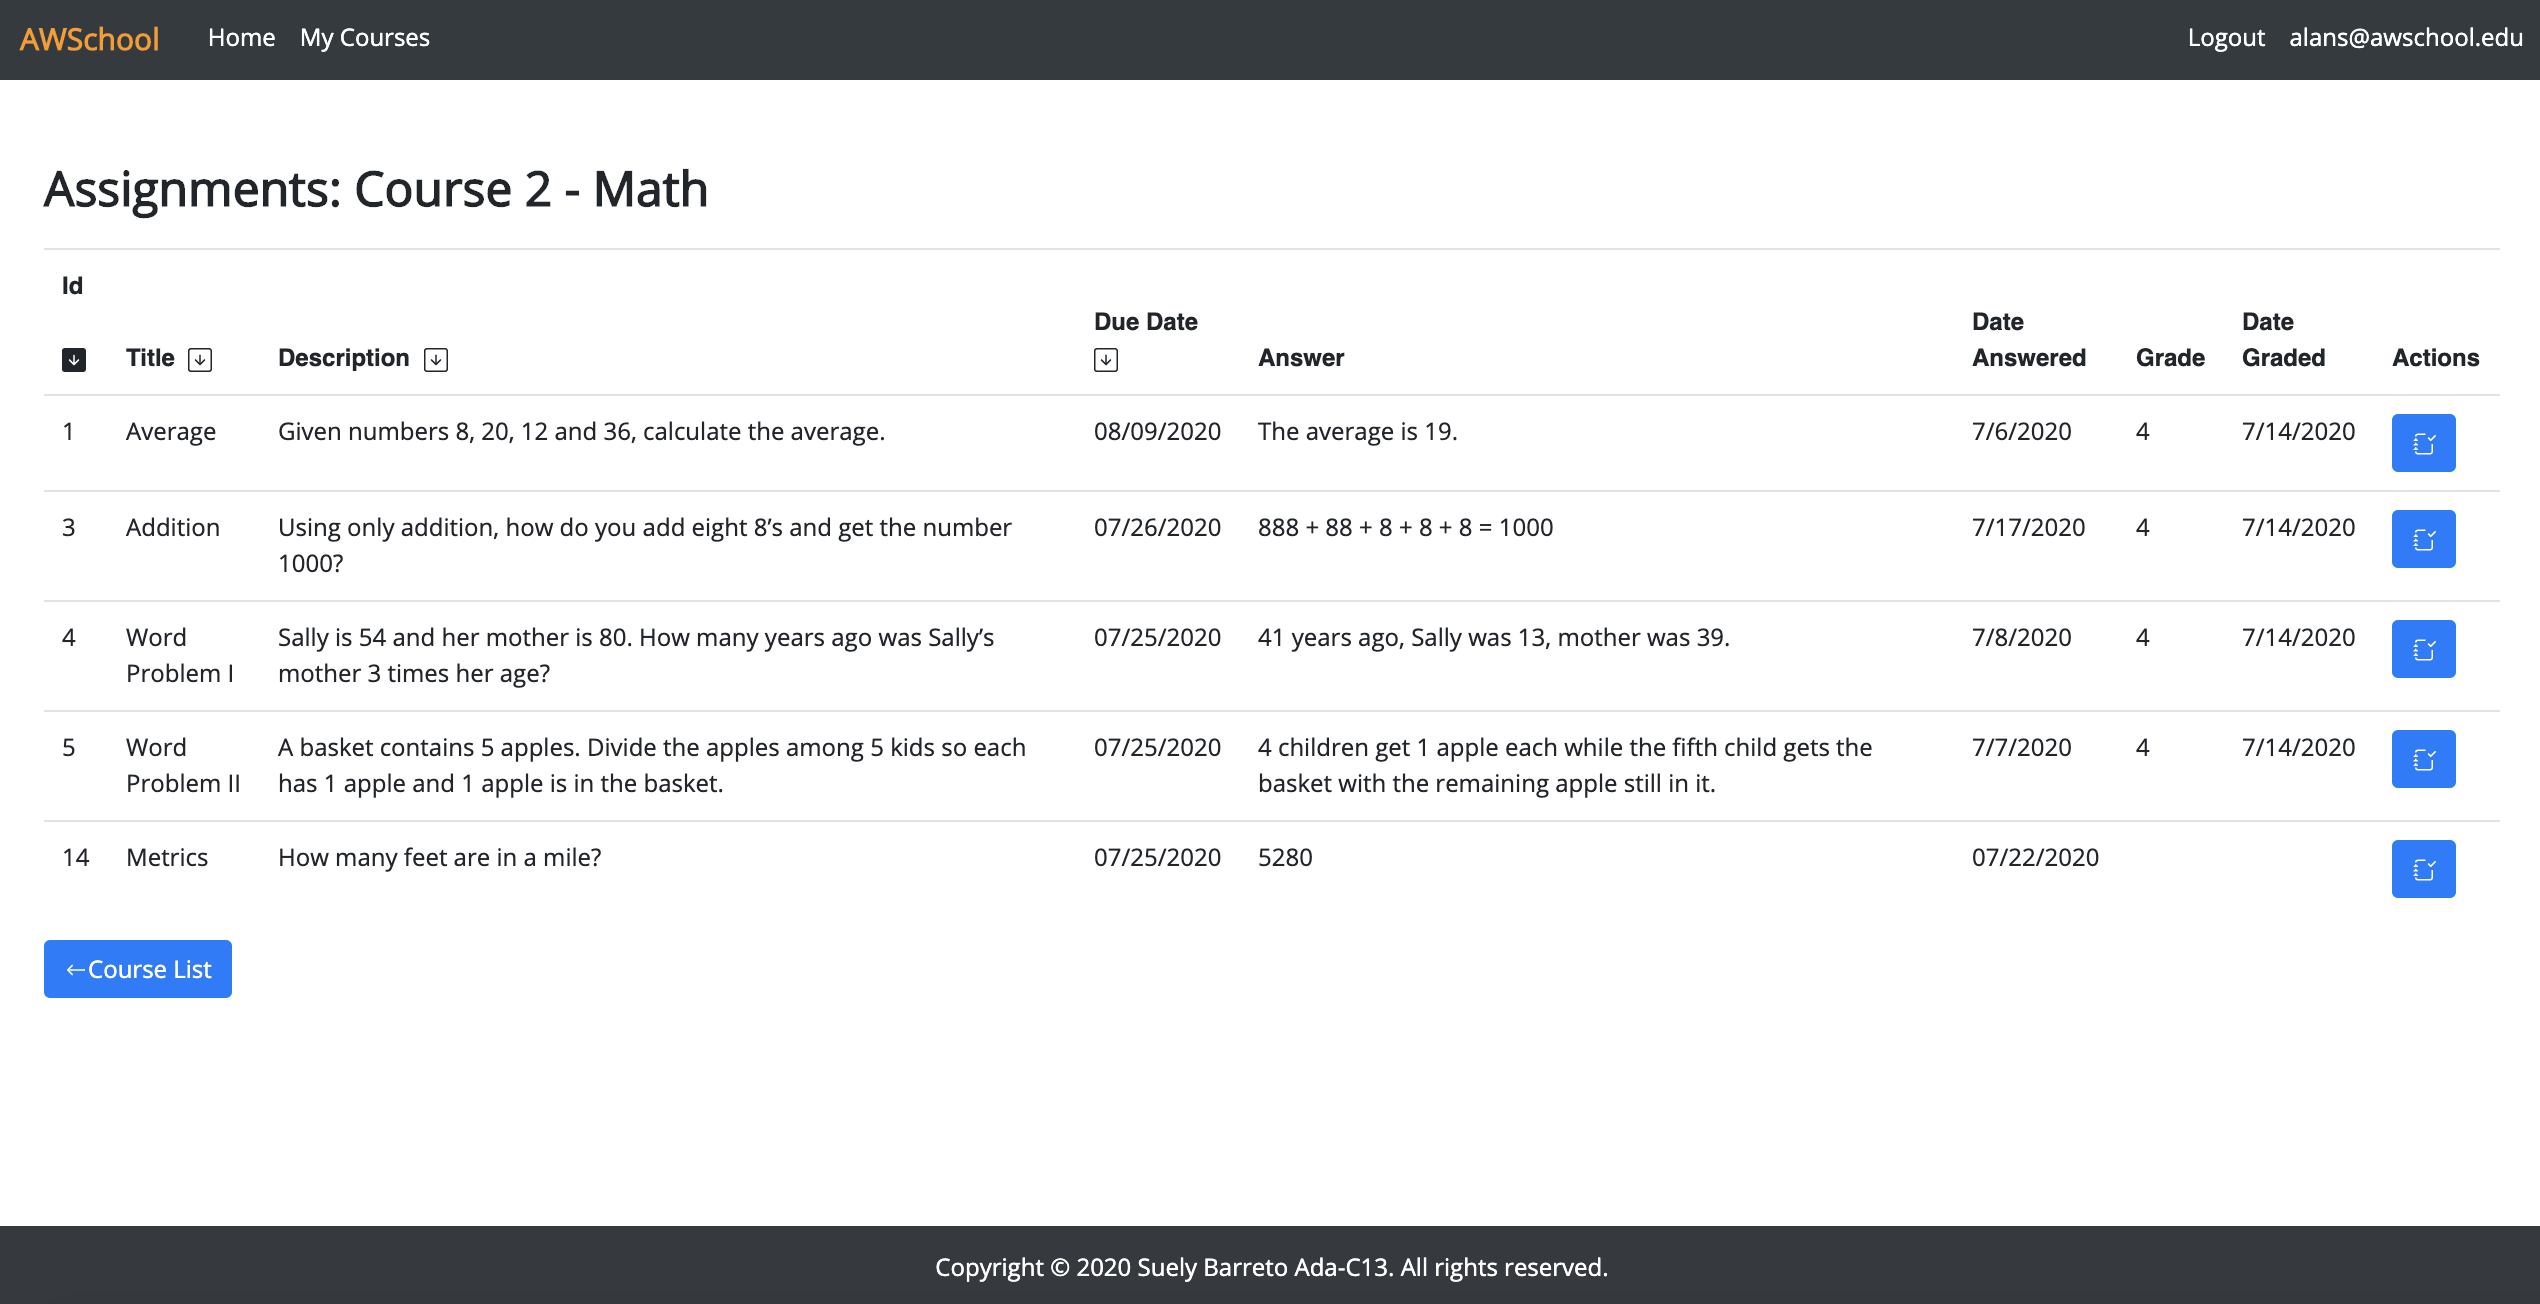 AWSchool Home My Courses Logout alans@awschool.edu
Assignments: Course 2 - Math
Id
Due Date Date Date
Title Description Answer Answered Grade Graded Actions
1 Average Given numbers 8, 20, 12 and 36, calculate the average. 08/09/2020 The average is 19. 7/6/2020 4 7/14/2020
3 Addition Using only addition, how do you add eight 8’s and get the number 07/26/2020 888 + 88 + 8 + 8 + 8 = 1000 7/17/2020 4 7/14/2020
1000?
4 Word Sally is 54 and her mother is 80. How many years ago was Sally’s 07/25/2020 41 years ago, Sally was 13, mother was 39. 7/8/2020 4 7/14/2020
Problem I mother 3 times her age?
5 Word A basket contains 5 apples. Divide the apples among 5 kids so each 07/25/2020 4 children get 1 apple each while the fifth child gets the 7/7/2020 4 7/14/2020
Problem II has 1 apple and 1 apple is in the basket. basket with the remaining apple still in it.
14 Metrics How many feet are in a mile? 07/25/2020 5280 07/22/2020
←Course List
Copyright © 2020 Suely Barreto Ada-C13. All rights reserved.